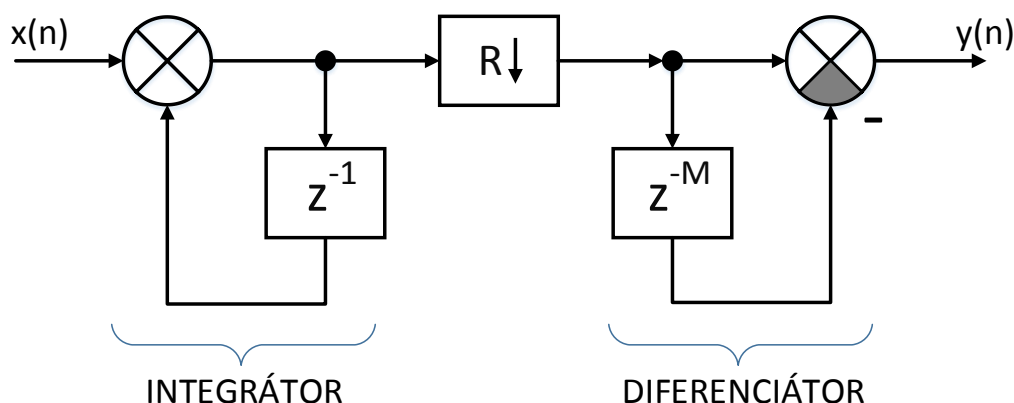 x(n)
R
y(n)
-
z-1
z-M
INTEGRÁTOR
DIFERENCIÁTOR